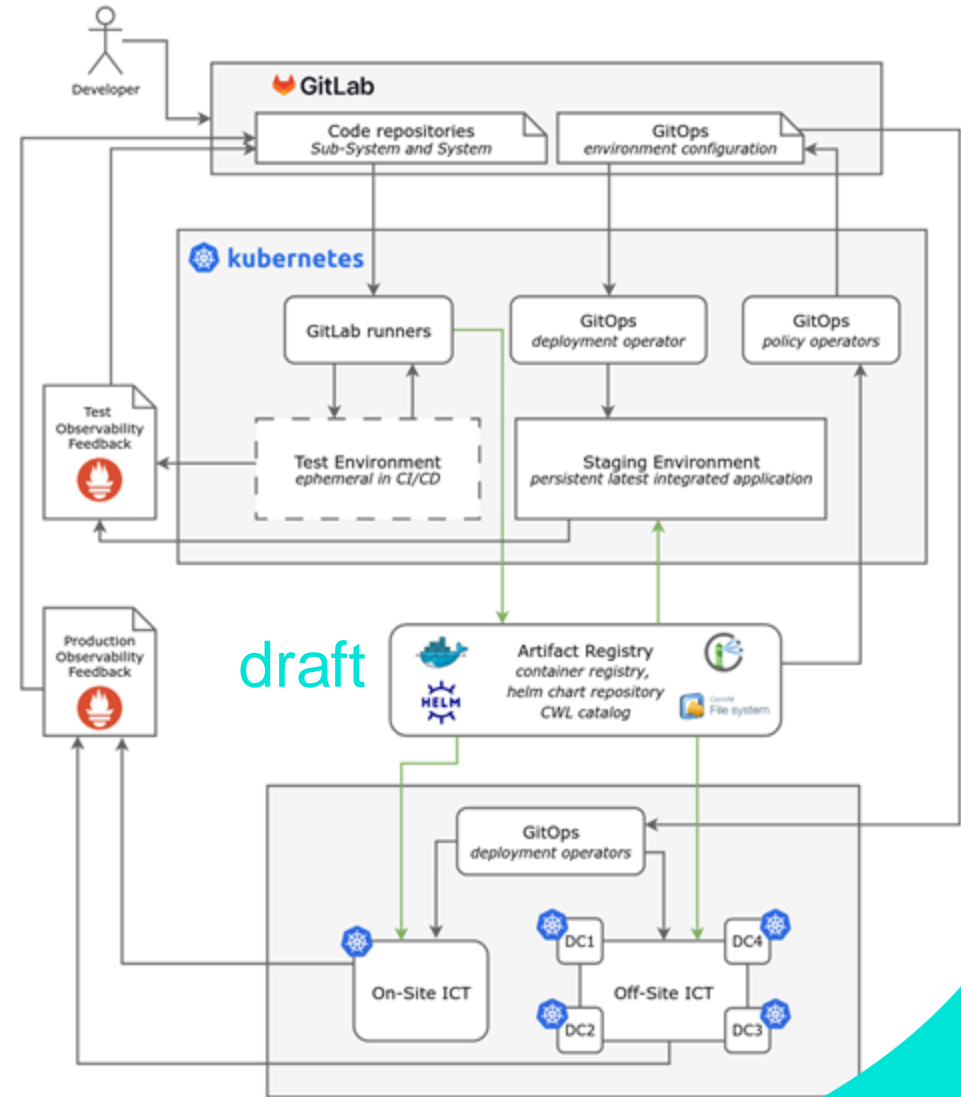 Developer
GitLab
Code repositories
Sub-System and System
GitOps
environment configuration
kubernetes
GitLab runners
GitOps
deployment operator
GitOps
policy operators
Test
Observability
Feedback
Test Environment
ephemeral in CI/CD
Staging Environment
persistent latest integrated application
Production
Observability
Feedback
draft
Artifact Registry
container registry,
helm chart repository
CWL catalog
HELM
File system
GitOps
deployment operators
On-Site ICT
DC1
DC4
Off-Site ICT
DC2
DC3